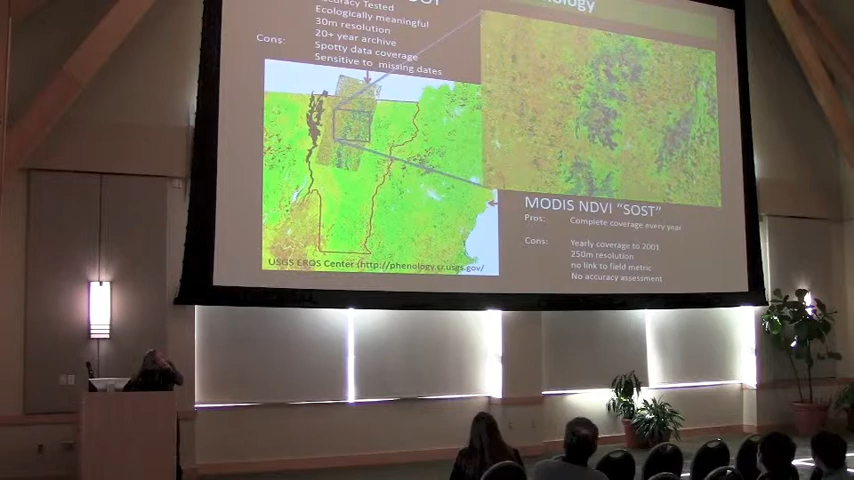 Accuracy Tested
Ecologically meaningful
30m resolution
20+ year archive
Cons:
Spotty data coverage
Sensitive to missing dates
MODIS NDVI “SOST”
Pros:
Complete coverage every year
Cons:
Yearly coverage to 2001
250m resolution
no link to field metric
No accuracy assessment
USGS EROS Center (http://phenology.cr.usgs.gov/